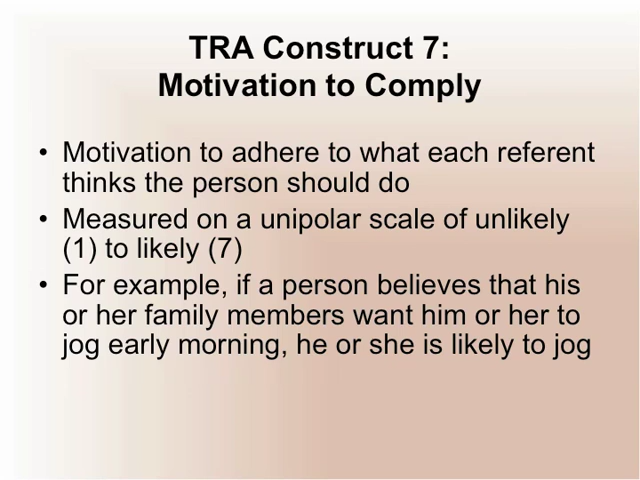 TRA Construct 7:
Motivation to Comply
• Motivation to adhere to what each referent
thinks the person should do
• Measured on a unipolar scale of unlikely
(1) to likely (7)
• For example, if a person believes that his
or her family members want him or her to
jog early morning, he or she is likely to jog